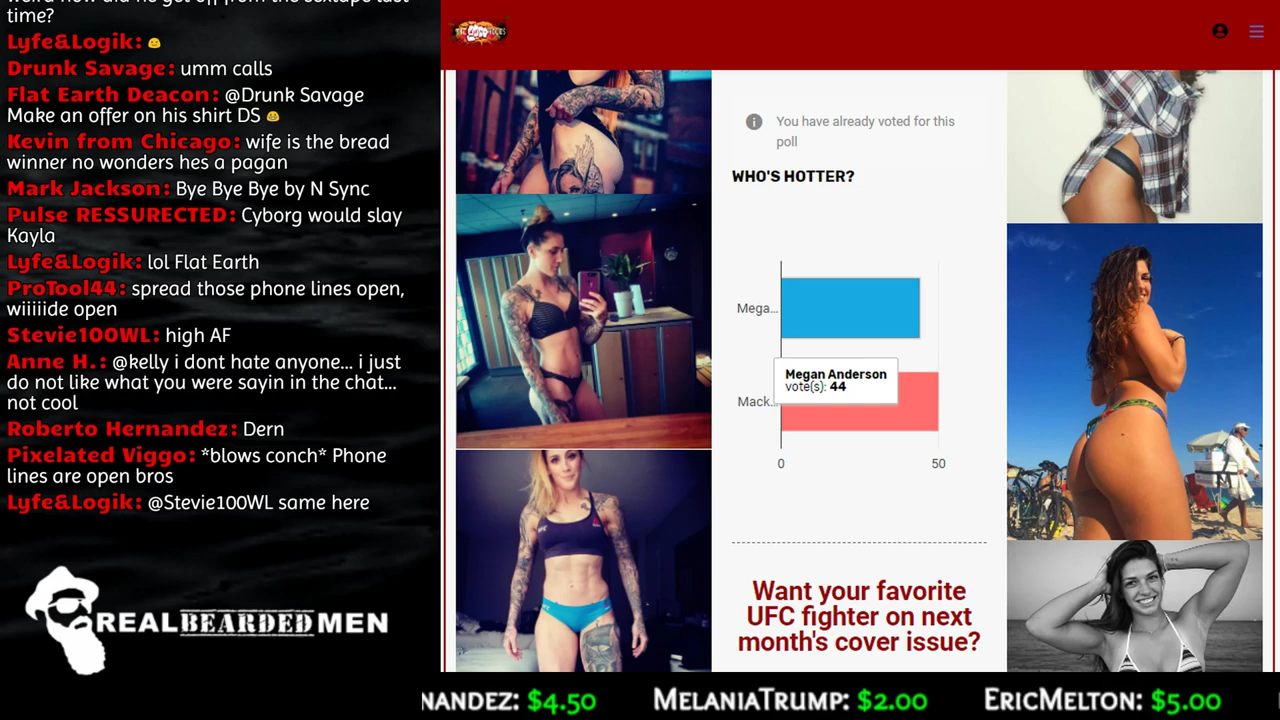 time?
Lyfe&Logik:
Drunk Savage: umm calls
Flat Earth Deacon: @Drunk Savage
Make an offer on his shirt DS
Kevin from Chicago: wife is the bread
winner no wonders hes a pagan
Mark Jackson: Bye Bye Bye by N Sync
Pulse RESSURECTED: Cyborg would slay
Kayla
Lyfe&Logik: lol Flat Earth
ProTool44: spread those phone lines open,
wiiiiide open
Stevie100WL: high AF
Anne H.: @kelly i dont hate anyone... i just
do not like what you were sayin in the chat...
not cool
Roberto Hernandez: Dern
Pixelated Viggo: *blows conch* Phone
lines are open bros
Lyfe&Logik: @Stevie100WL same here
REAL BEARDED MEN
You have already voted for this
poll
WHO'S HOTTER?
Mega...
Megan Anderson
vote(s): 44
Mack...
0 50
Want your favorite
UFC fighter on next
month's cover issue?
NANDEZ: $4.50 MELANIATRUMP: $2.00 ERICMELTON: $5.00